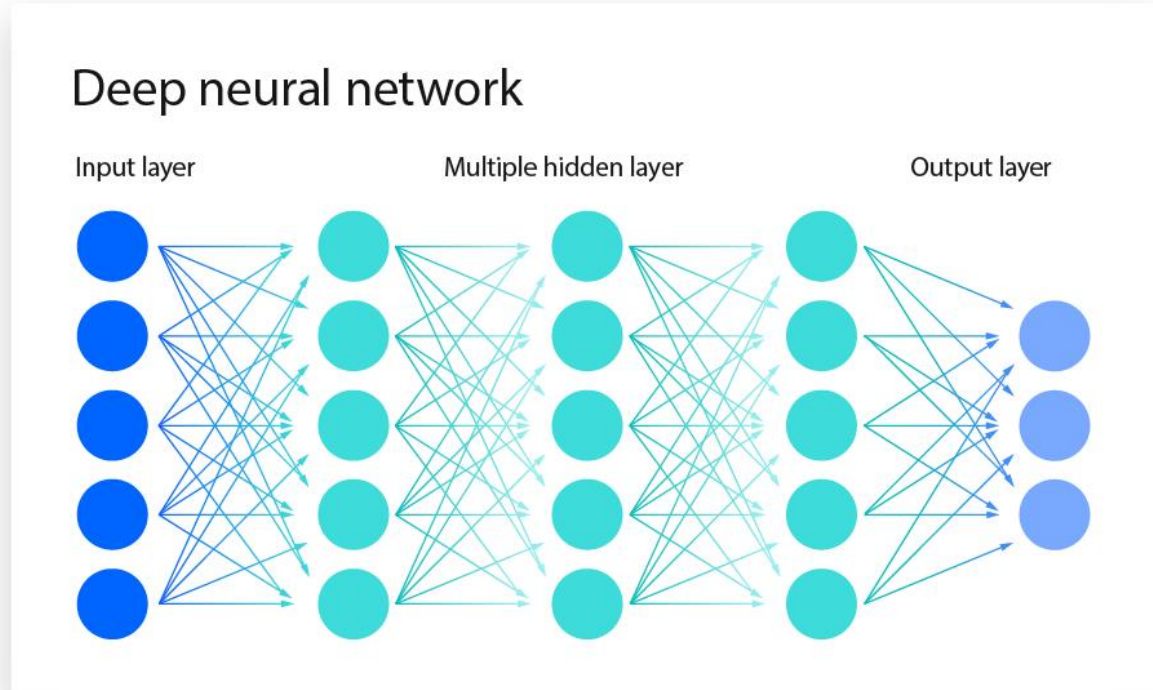 Deep neural network
Input layer
Multiple hidden layer
Output layer